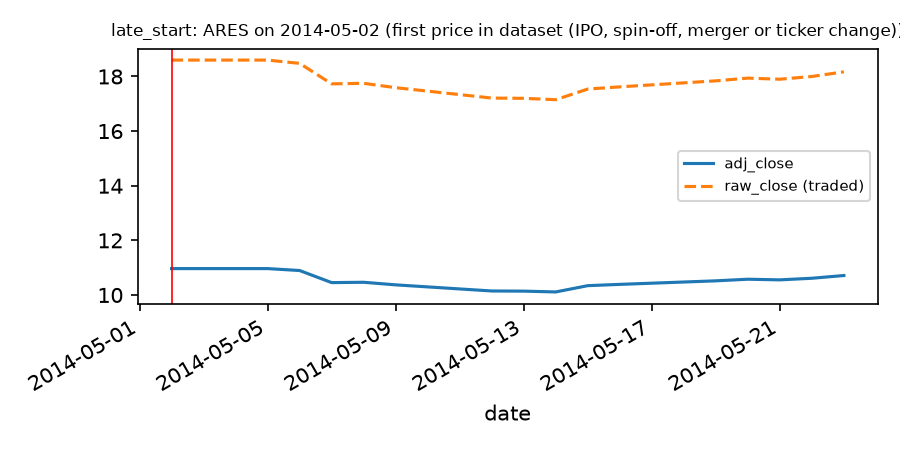 late_start: ARES on 2014-05-02 (first price in dataset (IPO, spin-off, merger or ticker change))
18
16
14
12
10
adj_close
raw_close (traded)
2014-05-01
2014-05-05
2014-05-09
2014-05-13
2014-05-17
2014-05-21
date